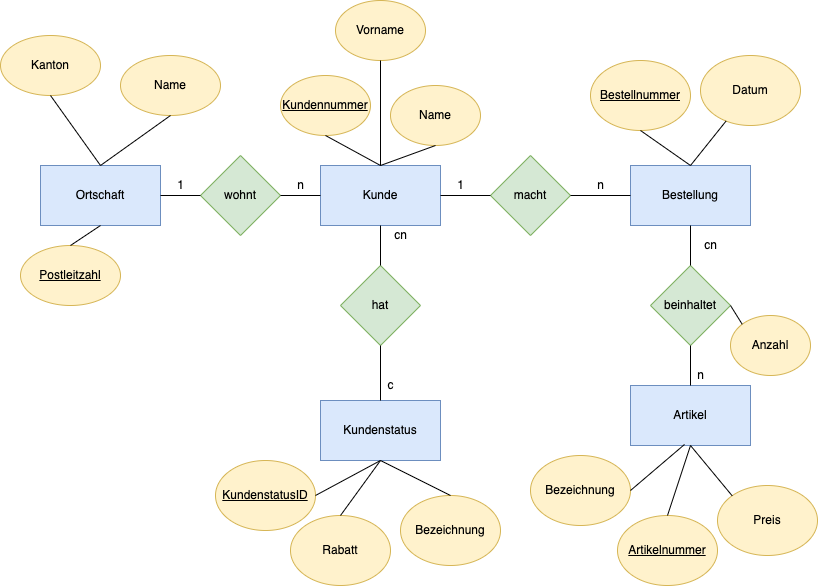 Vorname
Kanton
Name
Kundennummer
Name
Bestellnummer
Datum
Ortschaft
1
wohnt
n
Kunde
1
macht
n
Bestellung
cn
cn
Postleitzahl
hat
beinhaltet
Anzahl
c
n
Kundenstatus
Artikel
KundenstatusID
Rabatt
Bezeichnung
Bezeichnung
Artikelnummer
Preis